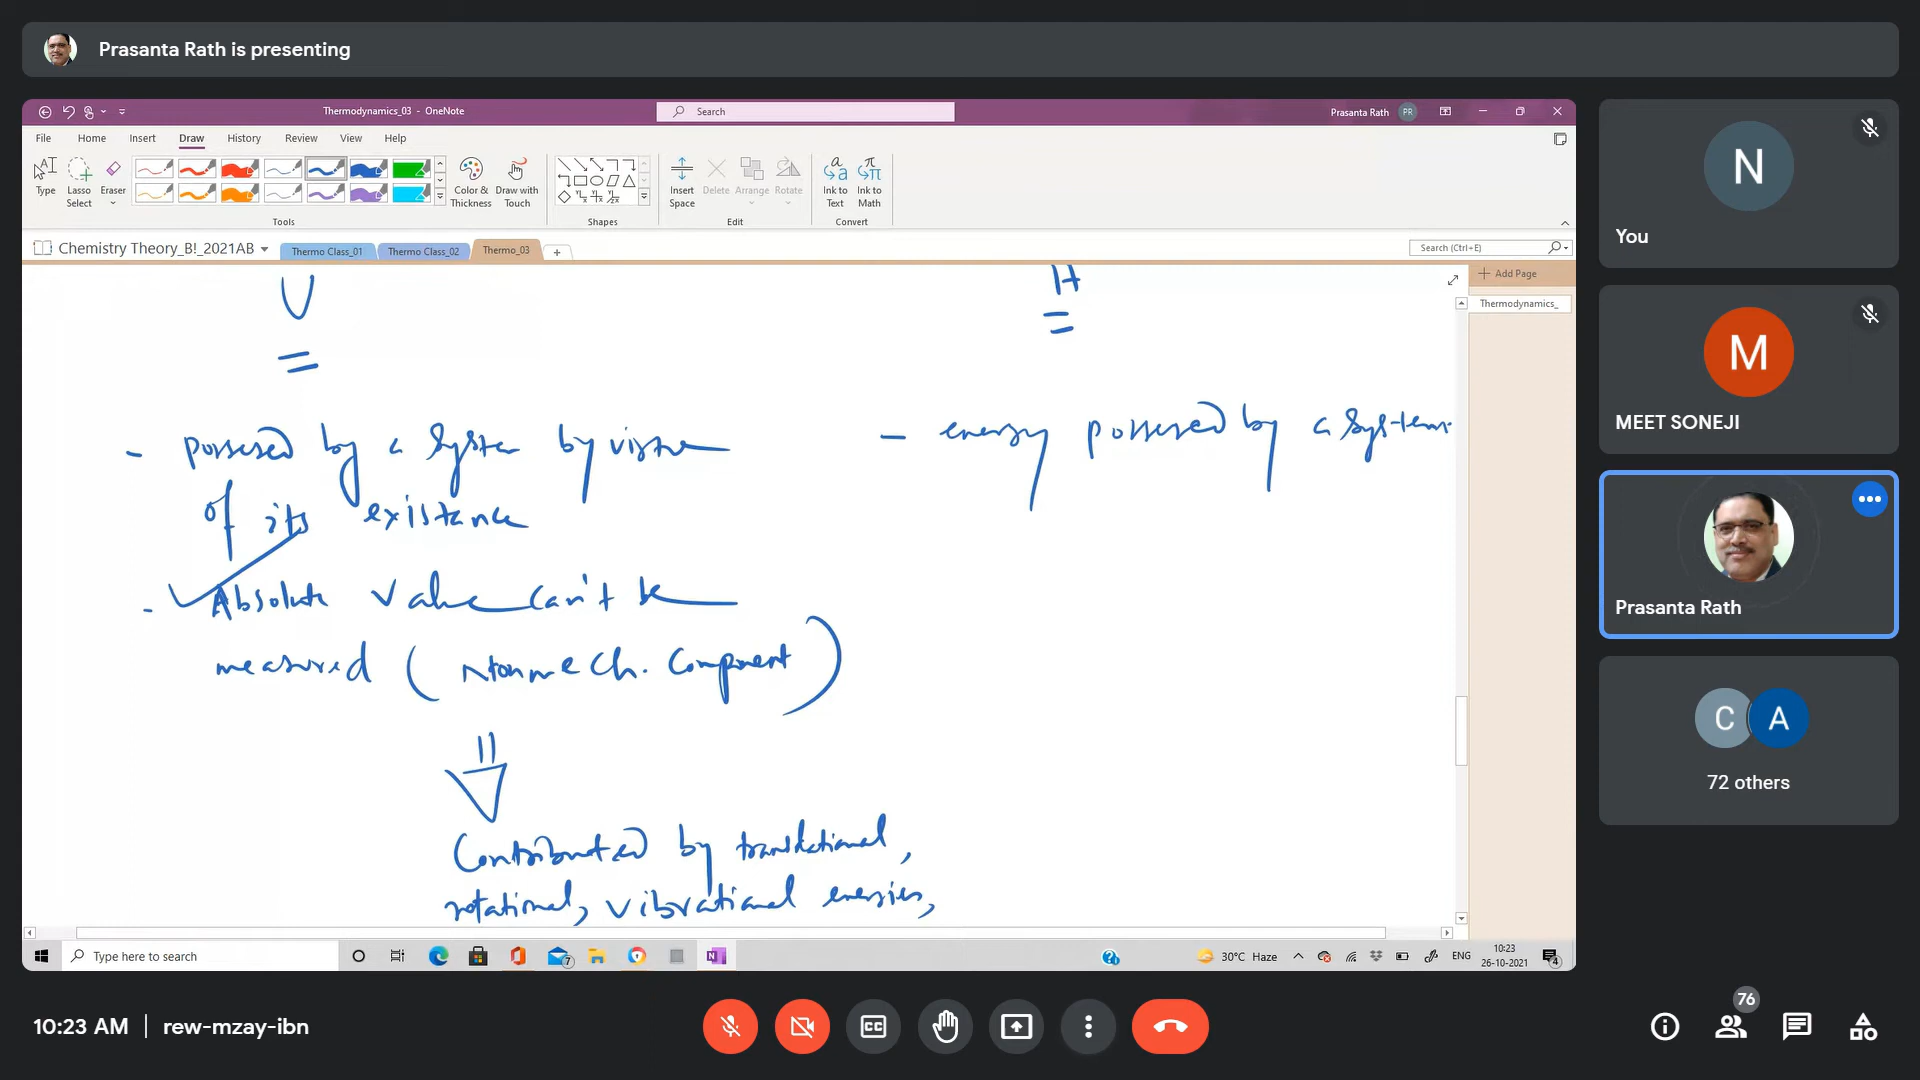 Prasanta Rath is presenting
Thermodynamics_03 - OneNote
Search
Prasanta Rath
PR
File
Home
Insert
Draw
History
Review
View
Help
Type
Lasso Select
Eraser
Color & Thickness
Draw with Touch
Insert Space
Delete
Arrange
Rotate
Ink to Text
Ink to Math
Tools
Shapes
Edit
Convert
Chemistry Theory_B!_2021AB
Thermo Class_01
Thermo Class_02
Thermo_03
Search (Ctrl+E)
Add Page
Thermodynamics_
U
H
- possessed by a system by virtue
of its existance
- Absolute value can't be
measured ( Nonmech. Component )
Contributed by translational,
rotational, vibrational energies,
- energy possessed by a system
Type here to search
7
30°C Haze
ENG
10:23
26-10-2021
4
N
You
M
MEET SONEJI
Prasanta Rath
C
A
72 others
10:23 AM
rew-mzay-ibn
CC
76